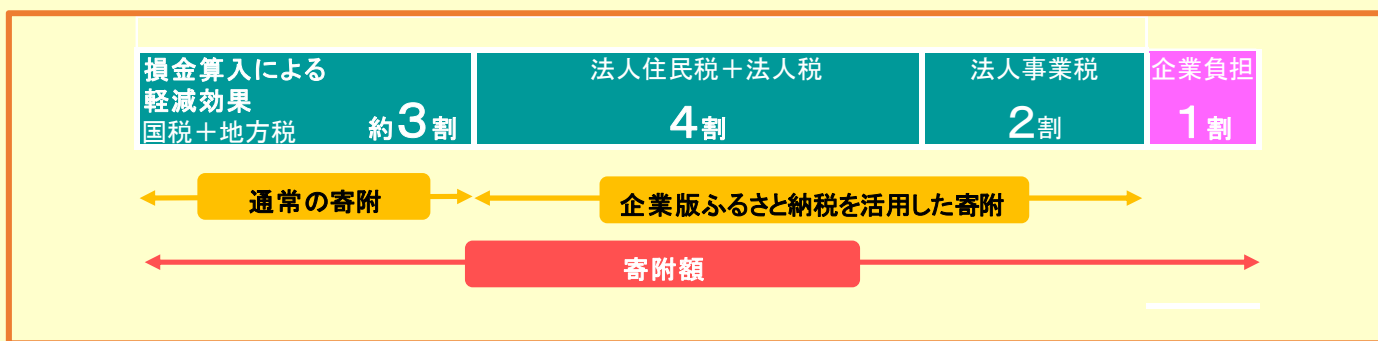 損金算入による
軽減効果
国税＋地方税 約3割
法人住民税＋法人税
4割
法人事業税
2割
企業負担
1割
通常の寄附
企業版ふるさと納税を活用した寄附
寄附額